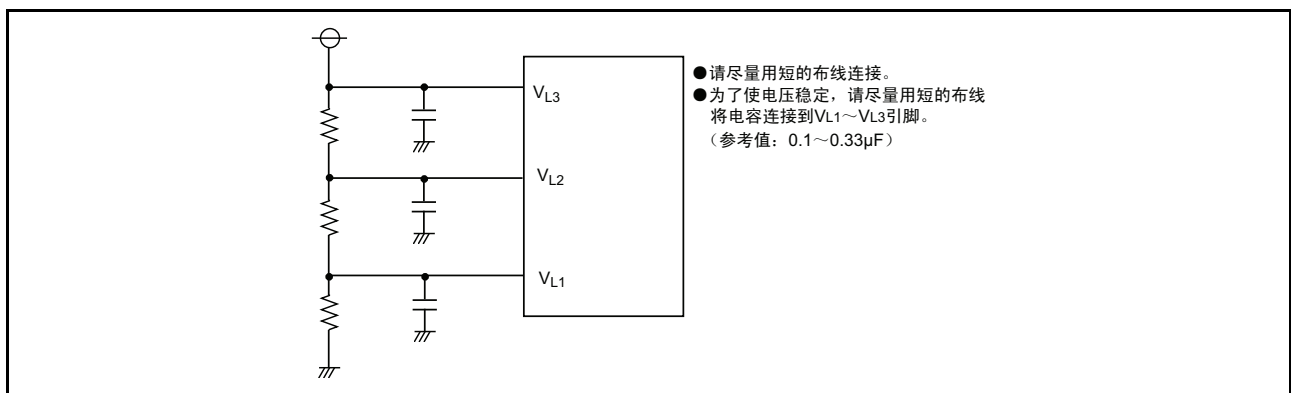 VL3
●请尽量用短的布线连接。
●为了使电压稳定，请尽量用短的布线
将电容连接到VL1～VL3引脚。
（参考值：0.1～0.33μF）
VL2
VL1